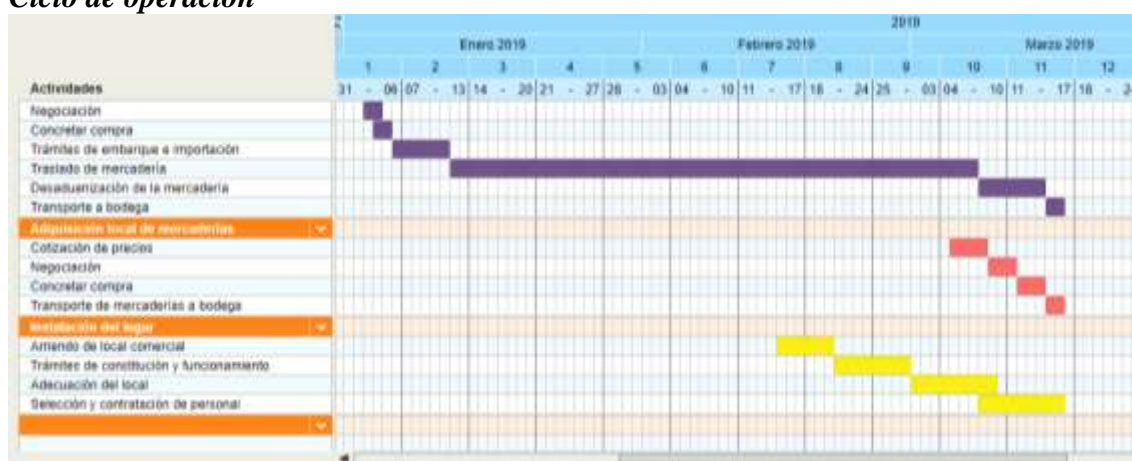 Ciclo de operación
2019
Enero 2019 Febrero 2019 Marzo 2019
1 2 3 4 5 6 7 8 9 10 11 12
Actividades 31 - 06 07 - 13 14 - 20 21 - 27 28 - 03 04 - 10 11 - 17 18 - 24 25 - 03 04 - 10 11 - 17 18 -
Negociación
Concretar compra
Trámites de embarque e importación
Traslado de mercadería
Desaduanización de la mercadería
Transporte a bodega
Adquisición local de mercaderías
Cotización de precios
Negociación
Concretar compra
Transporte de mercaderías a bodega
Instalación del lugar
Arriendo de local comercial
Trámites de constitución y funcionamiento
Adecuación del local
Selección y contratación de personal